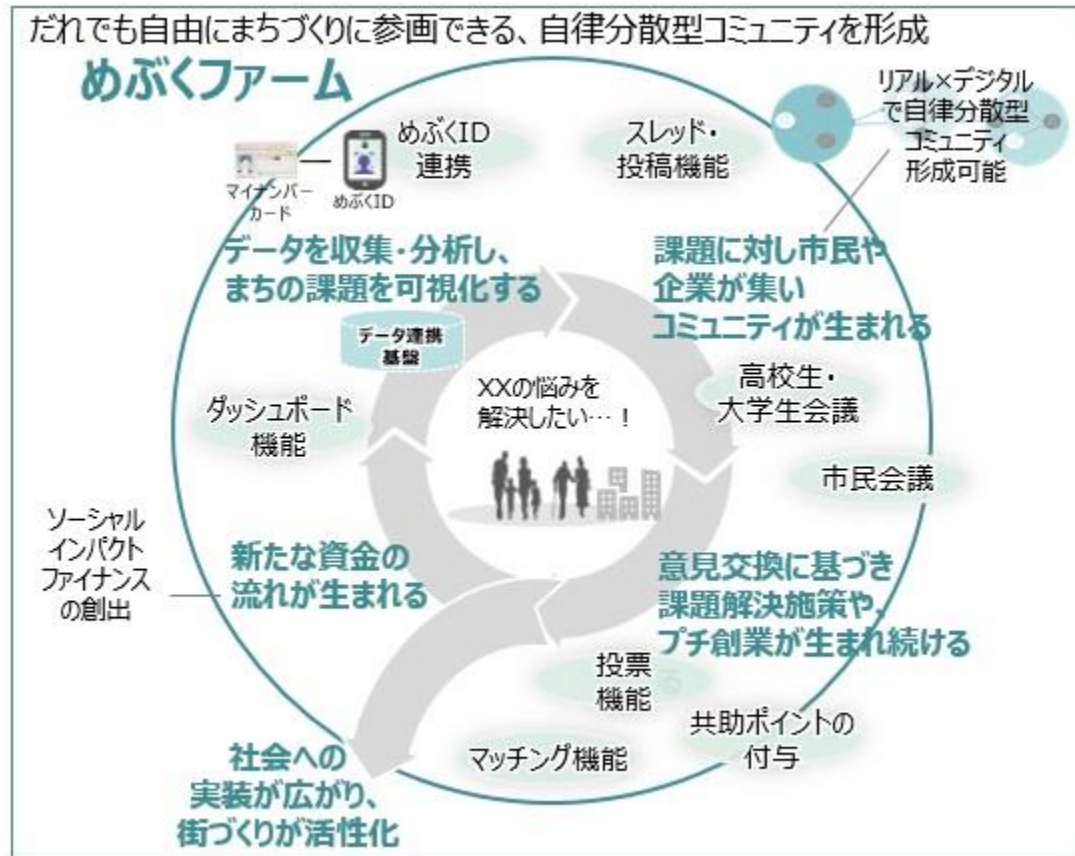 だれでも自由にまちづくりに参画できる、自律分散型コミュニティを形成
めぶくファーム
マイナンバー
カード
めぶくID
めぶくID
連携
スレッド・
投稿機能
リアル×デジタル
で自律分散型
コミュニティ
形成可能
データを収集・分析し、
まちの課題を可視化する
課題に対し市民や
企業が集い
コミュニティが生まれる
データ連携
基盤
ダッシュボード
機能
XXの悩みを
解決したい…！
高校生・
大学生会議
市民会議
ソーシャル
インパクト
ファイナンス
の創出
新たな資金の
流れが生まれる
意見交換に基づき
課題解決施策や、
プチ創業が生まれ続ける
投票
機能
共助ポイントの
付与
マッチング機能
社会への
実装が広がり、
街づくりが活性化